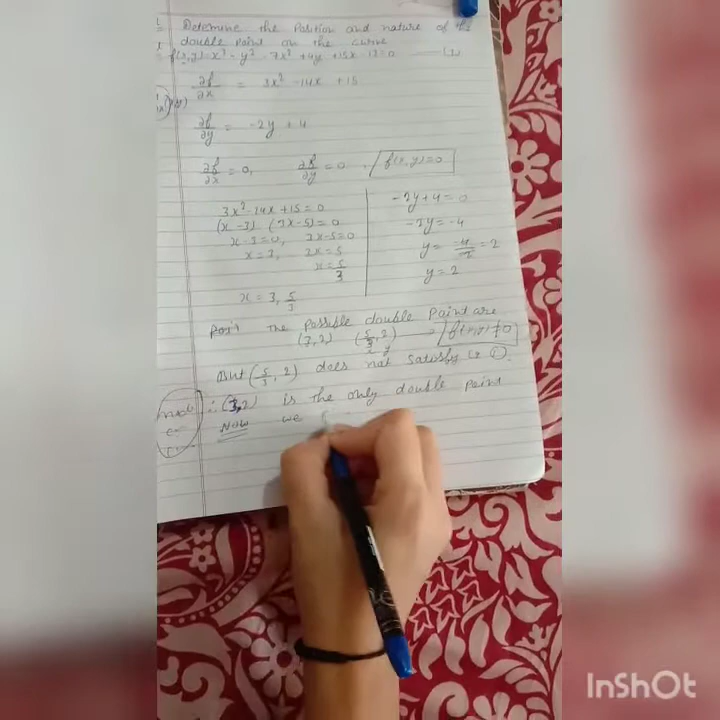 Determine the Position and nature of the
double point on the curve
f(x,y) = x³ - y² - 7x² + 4y + 15x - 13 = 0
∂f/∂x = 3x² - 14x + 15
∂f/∂y = -2y + 4
∂f/∂x = 0, ∂f/∂y = 0, f(x,y) = 0
3x² - 14x + 15 = 0
(x - 3) (3x - 5) = 0
x - 3 = 0, 3x - 5 = 0
x = 3, 3x = 5
x = 5/3
x = 3, 5/3
-2y + 4 = 0
-2y = -4
y = -4/-2 = 2
y = 2
The possible double point are
(3,2) (5/3, 2)
x y
But (5/3, 2) does not satisfy
∴ (3,2) is the only double point
Now we
InShOt